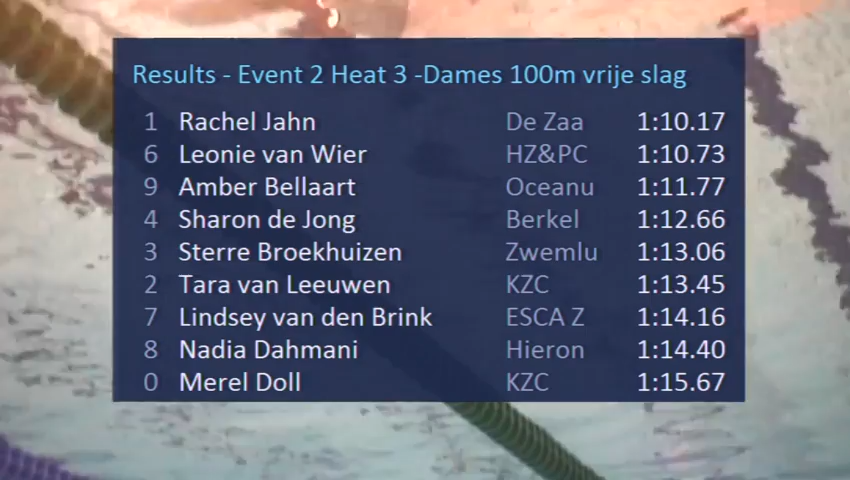 Results - Event 2 Heat 3 -Dames 100m vrije slag
1 Rachel Jahn De Zaa 1:10.17
6 Leonie van Wier HZ&PC 1:10.73
9 Amber Bellaart Oceanu 1:11.77
4 Sharon de Jong Berkel 1:12.66
3 Sterre Broekhuizen Zwemlu 1:13.06
2 Tara van Leeuwen KZC 1:13.45
7 Lindsey van den Brink ESCA Z 1:14.16
8 Nadia Dahmani Hieron 1:14.40
0 Merel Doll KZC 1:15.67